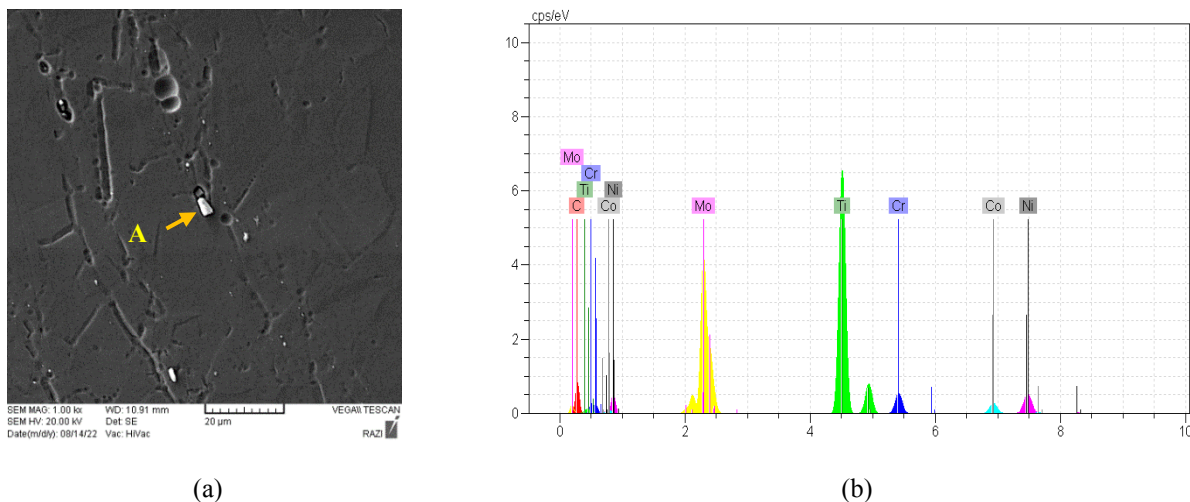 A
SEM MAG: 1.00 kx WD: 10.91 mm
SEM HV: 20.00 kV Det: SE 20 µm VEGA\\ TESCAN
Date(m/d/y): 08/14/22 Vac: HiVac RAZI
(a)
cps/eV
10
8
6
4
2
0
Mo
Cr
Ti Ni
C Co Mo Ti Cr Co Ni
0 2 4 6 8 10
(b)